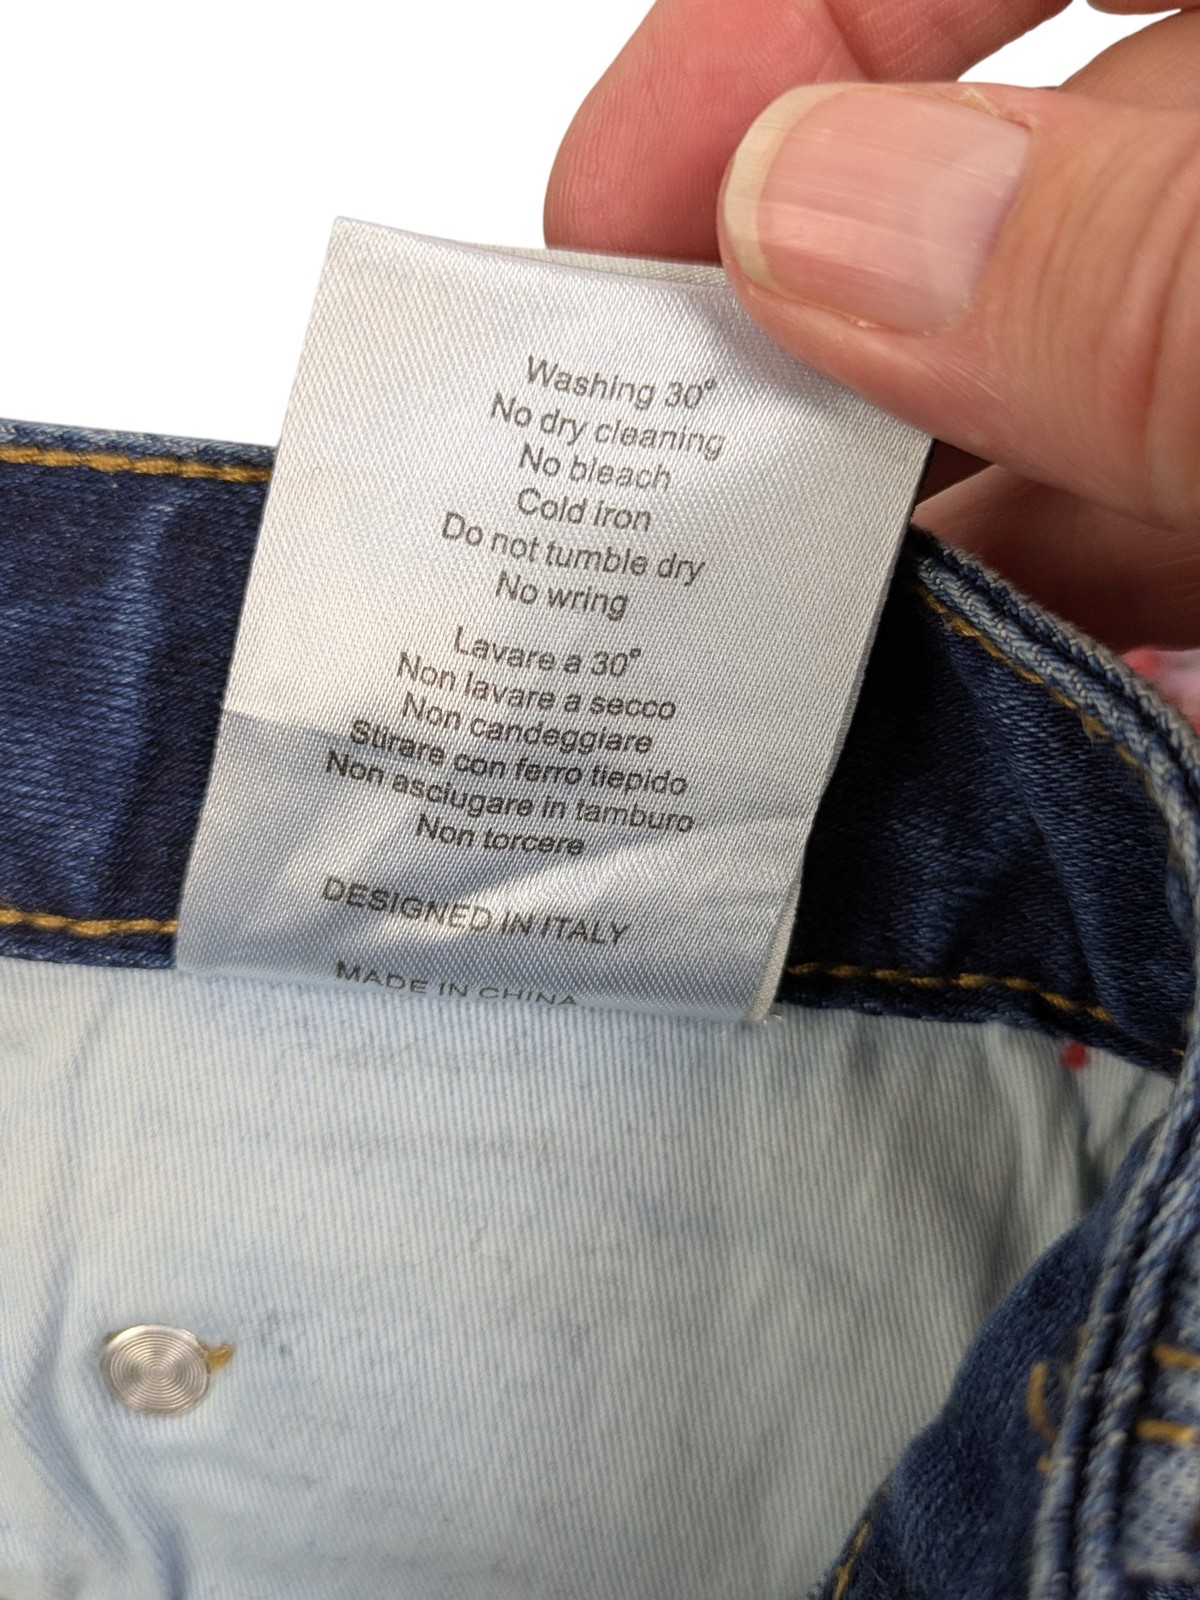 Washing 30°
No dry cleaning
No bleach
Cold iron
Do not tumble dry
No wring
Lavare a 30°
Non lavare a secco
Non candeggiare
Stirare con ferro tiepido
Non asciugare in tamburo
Non torcere
DESIGNED IN ITALY
MADE IN CHINA